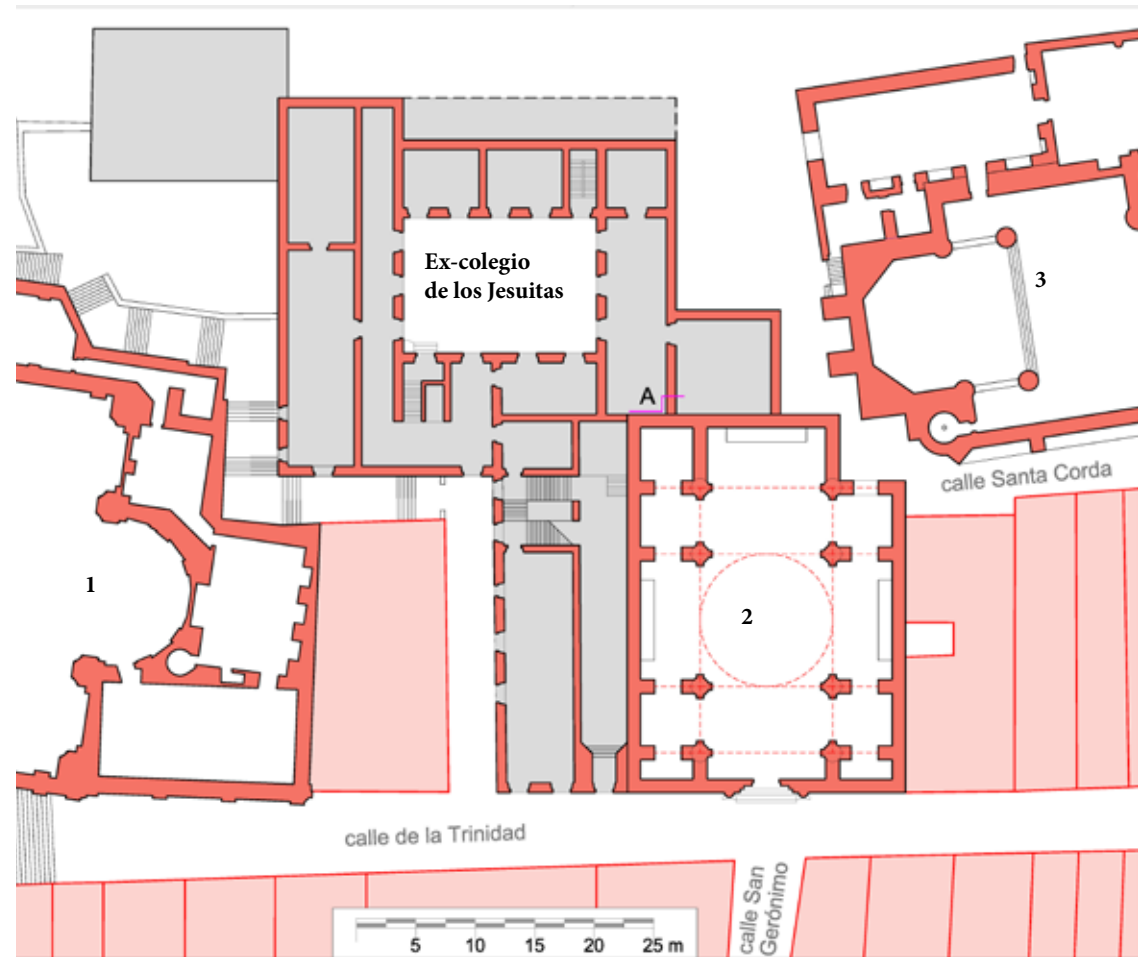 Ex-colegio
de los Jesuitas
3
A
calle Santa Corda
1
2
calle de la Trinidad
calle San
Gerónimo
5 10 15 20 25 m